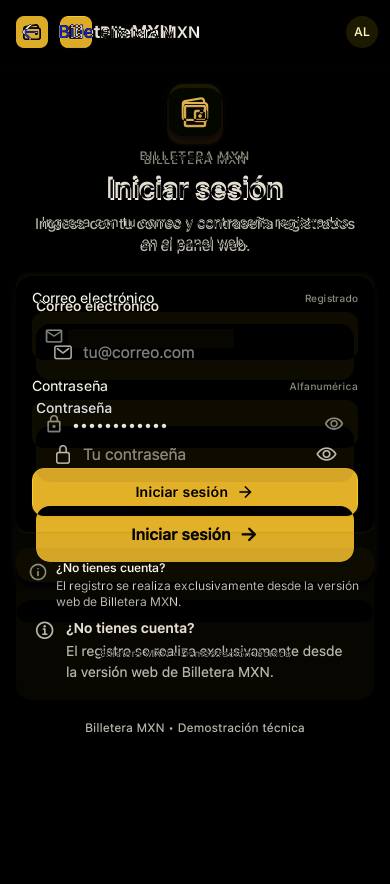 Billetera MXN
AL
BILLETERA MXN
Iniciar sesión
Ingresa con tu correo y contraseña registrados
en el panel web.
Correo electrónico
Registrado
Correo electrónico
tu@correo.com
Contraseña
Alfanumérica
Contraseña
••••••••••••
Tu contraseña
Iniciar sesión →
Iniciar sesión →
¿No tienes cuenta?
El registro se realiza exclusivamente desde la versión
web de Billetera MXN.
¿No tienes cuenta?
El registro se realiza exclusivamente desde
la versión web de Billetera MXN.
Billetera MXN • Demostración técnica